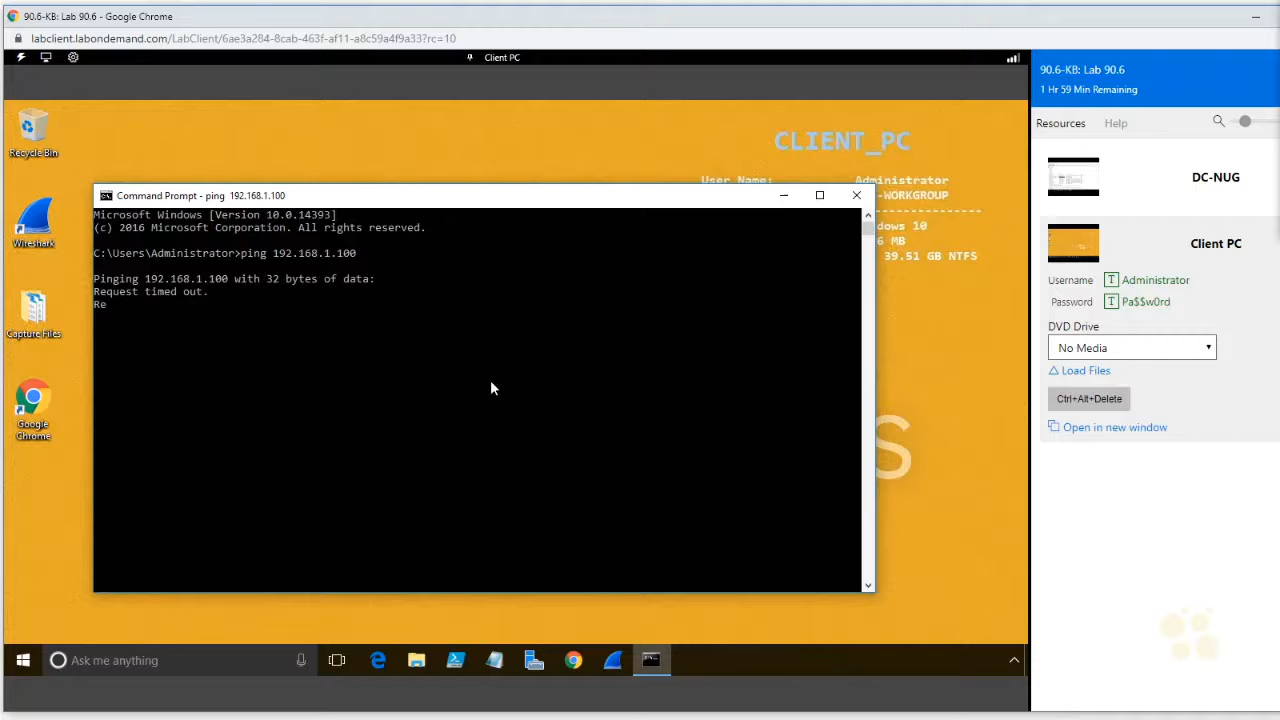 90.6-KB: Lab 90.6 - Google Chrome
labclient.labondemand.com/LabClient/6ae3a284-8cab-463f-af11-a8c59a4f9a33?rc=10
Client PC
90.6-KB: Lab 90.6
1 Hr 59 Min Remaining
Resources
Help
DC-NUG
Client PC
Username
Administrator
Password
Pa$$w0rd
DVD Drive
No Media
Load Files
Ctrl+Alt+Delete
Open in new window
Recycle Bin
Wireshark
Capture Files
Google
Chrome
CLIENT_PC
User Name: Administrator
-WORKGROUP
----------------
ndows 10
6 MB
39.51 GB NTFS
S
Command Prompt - ping 192.168.1.100
Microsoft Windows [Version 10.0.14393]
(c) 2016 Microsoft Corporation. All rights reserved.
C:\Users\Administrator>ping 192.168.1.100
Pinging 192.168.1.100 with 32 bytes of data:
Request timed out.
Re
Ask me anything